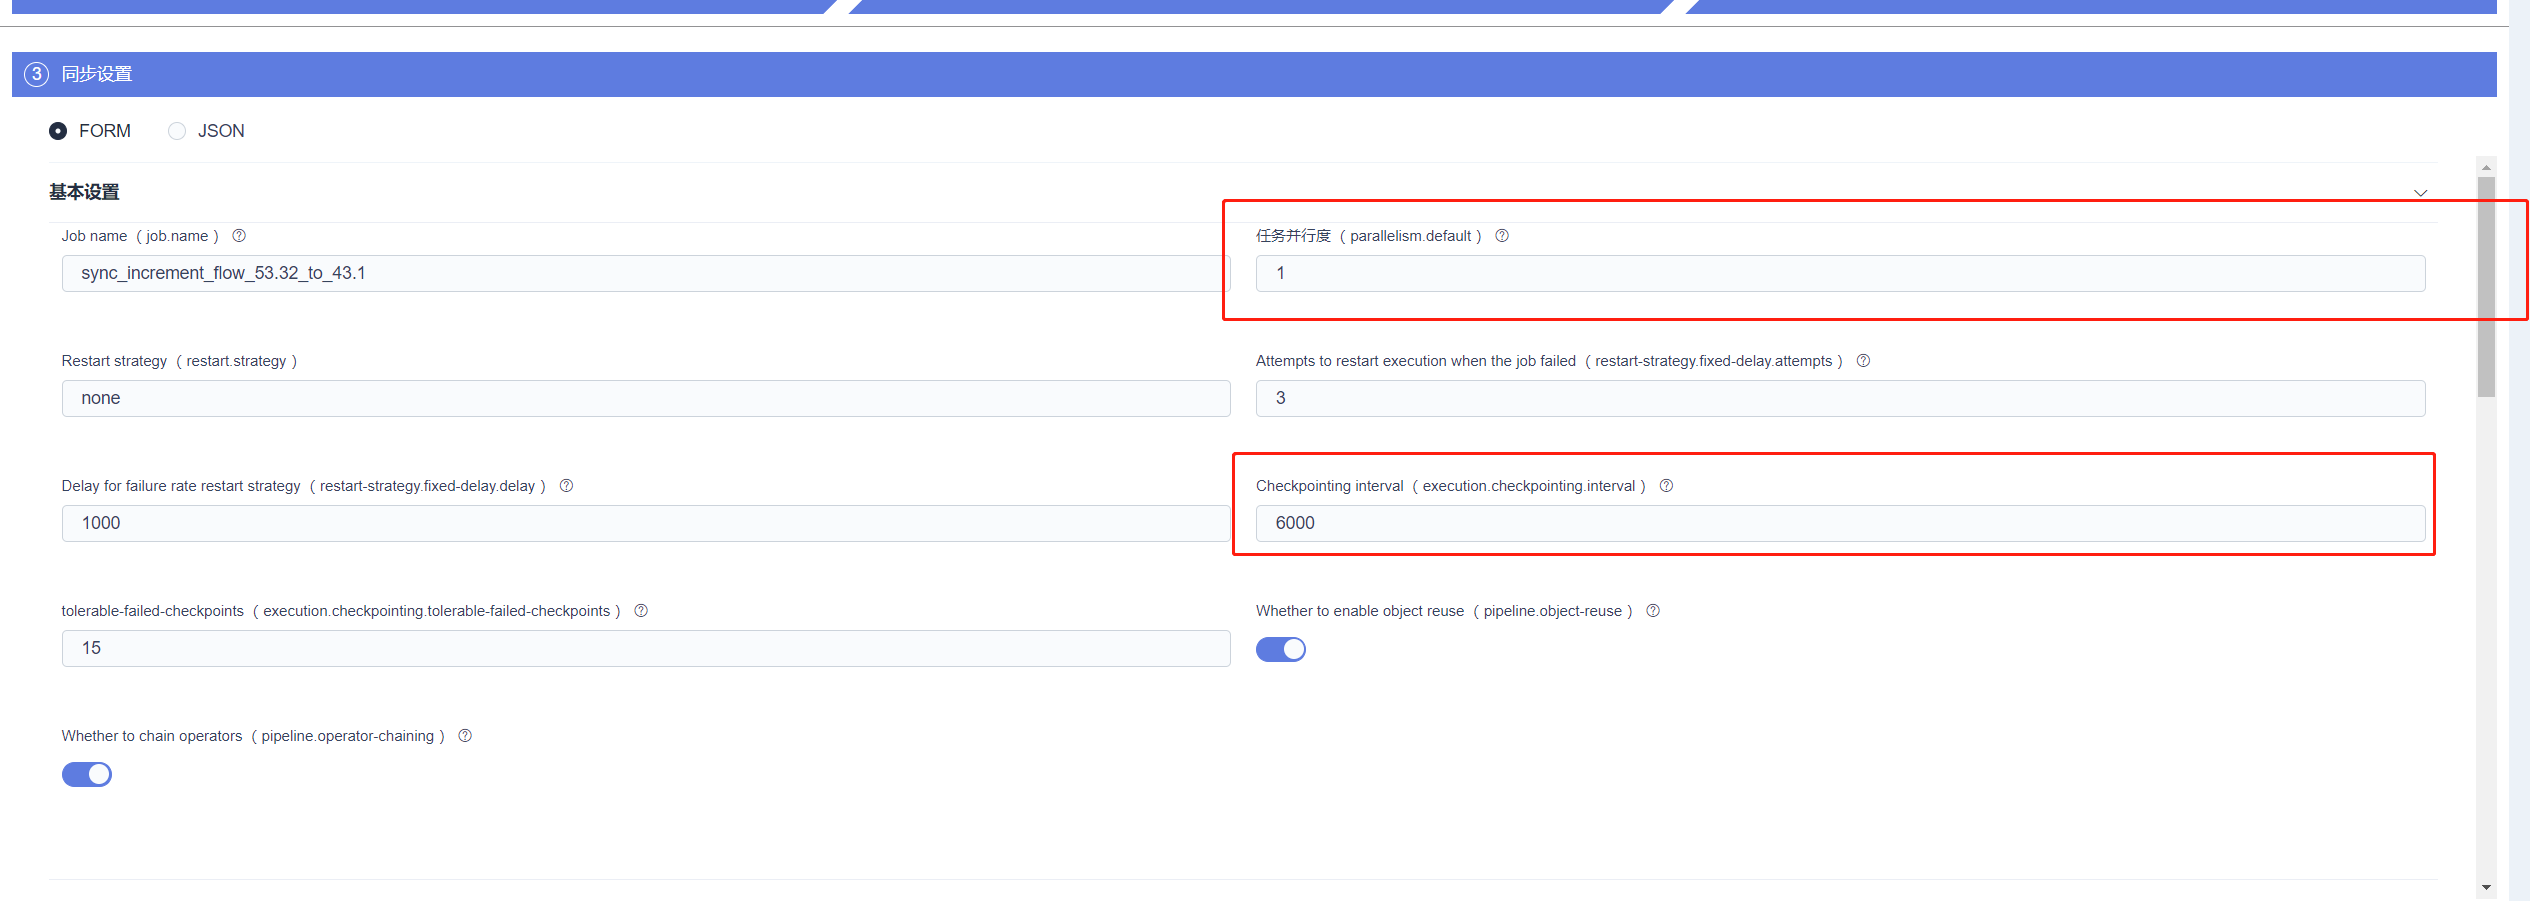 3 同步设置
FORM JSON
基本设置
Job name ( job.name )
任务并行度 ( parallelism.default )
sync_increment_flow_53.32_to_43.1
1
Restart strategy ( restart.strategy )
Attempts to restart execution when the job failed ( restart-strategy.fixed-delay.attempts )
none
3
Delay for failure rate restart strategy ( restart-strategy.fixed-delay.delay )
Checkpointing interval ( execution.checkpointing.interval )
1000
6000
tolerable-failed-checkpoints ( execution.checkpointing.tolerable-failed-checkpoints )
Whether to enable object reuse ( pipeline.object-reuse )
15
Whether to chain operators ( pipeline.operator-chaining )